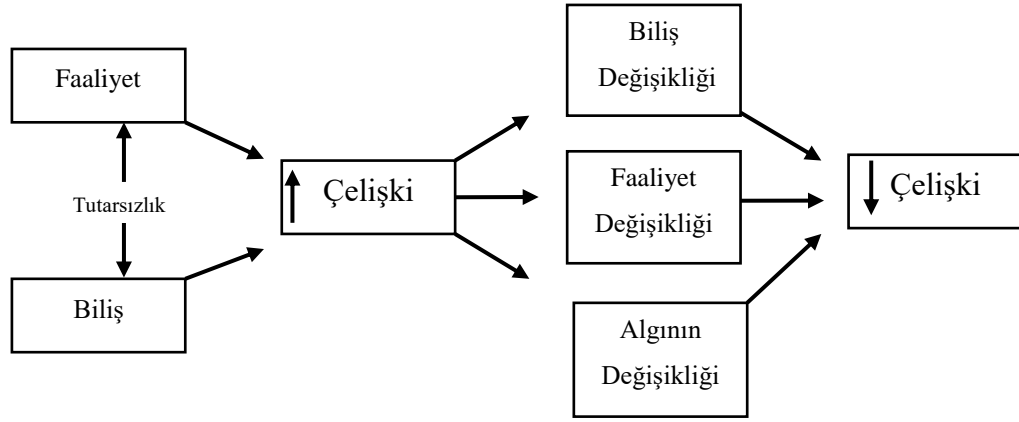 Faaliyet
Tutarsızlık
Biliş
Çelişki
Biliş
Değişikliği
Faaliyet
Değişikliği
Algının
Değişikliği
Çelişki